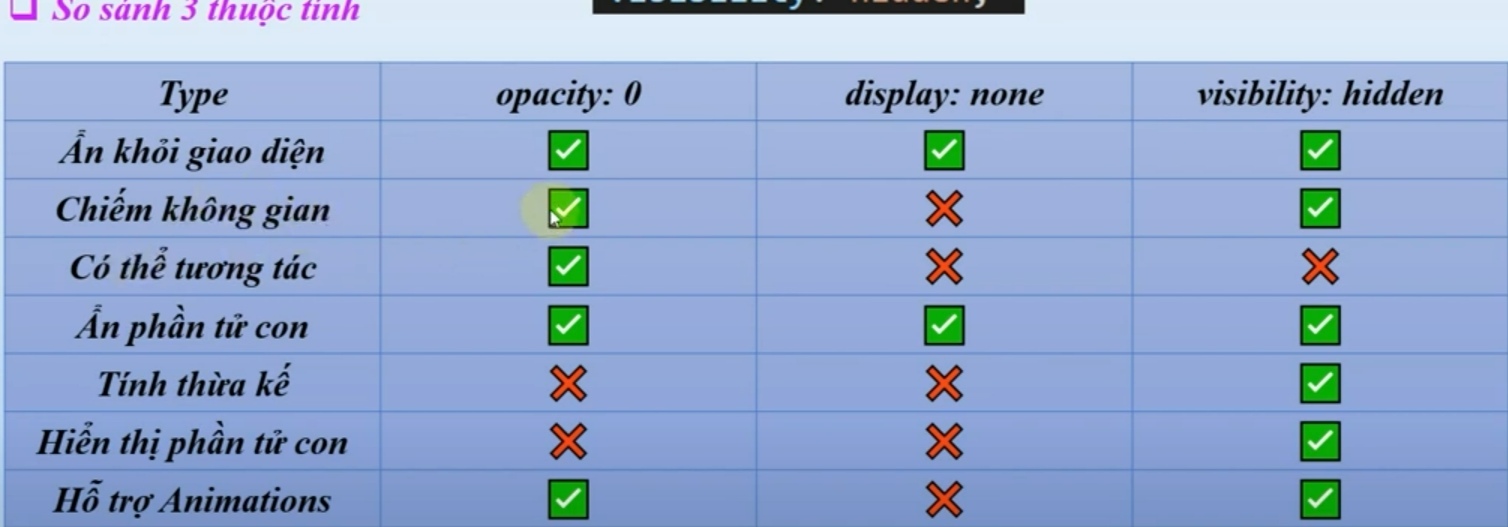 So sánh 3 thuộc tính
visibility: hidden;
Type opacity: 0 display: none visibility: hidden
Ẩn khỏi giao diện ✅ ✅ ✅
Chiếm không gian ✅ ❌ ✅
Có thể tương tác ✅ ❌ ❌
Ẩn phần tử con ✅ ✅ ✅
Tính thừa kế ❌ ❌ ✅
Hiển thị phần tử con ❌ ❌ ✅
Hỗ trợ Animations ✅ ❌ ✅